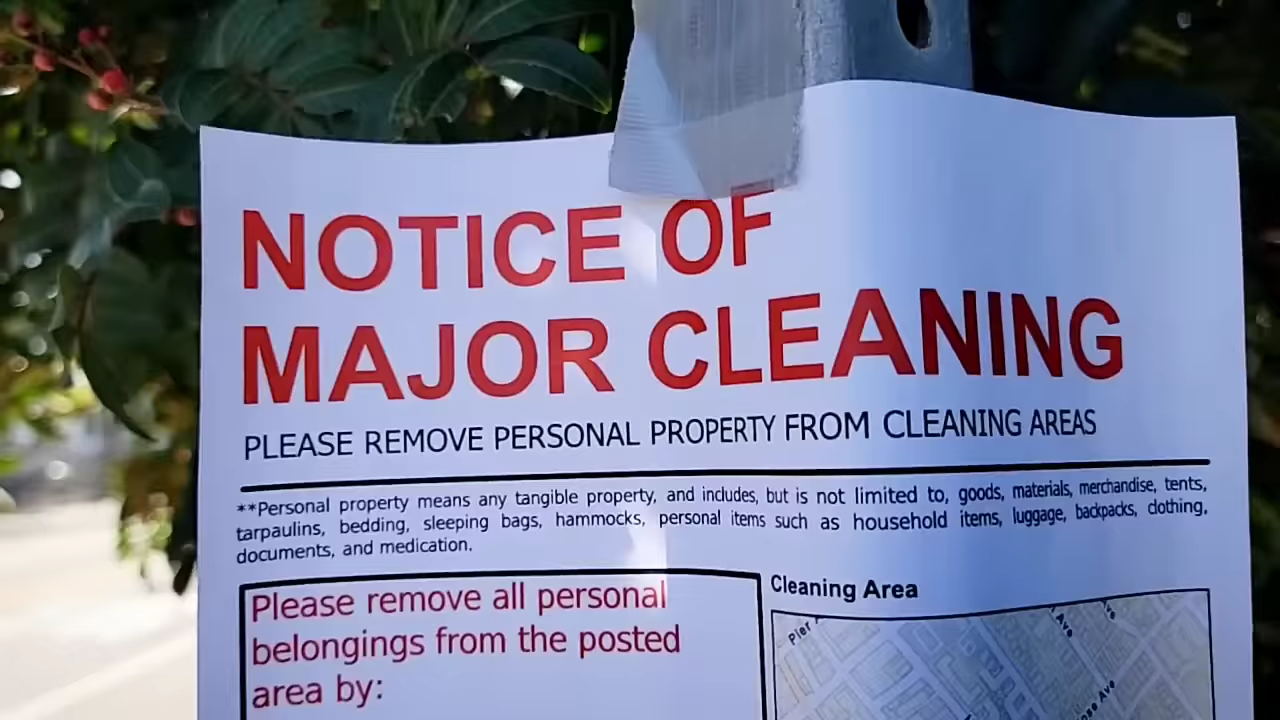 NOTICE OF
MAJOR CLEANING
PLEASE REMOVE PERSONAL PROPERTY FROM CLEANING AREAS
**Personal property means any tangible property, and includes, but is not limited to, goods, materials, merchandise, tents,
tarpaulins, bedding, sleeping bags, hammocks, personal items such as household items, luggage, backpacks, clothing,
documents, and medication.
Please remove all personal
belongings from the posted
area by:
Cleaning Area
Pier
Ave
Ave